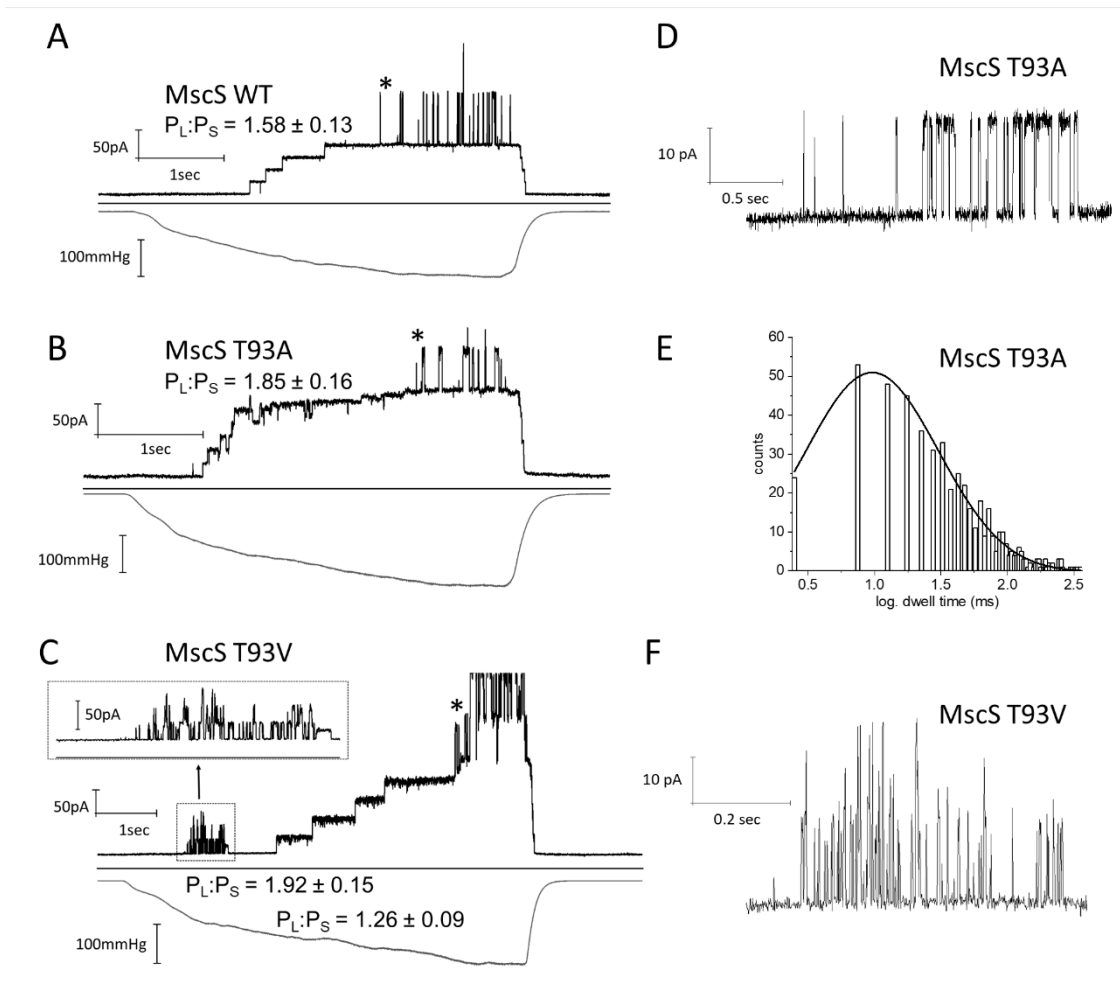 A
MscS WT
PL:PS = 1.58 ± 0.13
*
50pA
1sec
100mmHg
B
MscS T93A
PL:PS = 1.85 ± 0.16
*
50pA
1sec
100mmHg
C
MscS T93V
50pA
*
50pA
1sec
PL:PS = 1.92 ± 0.15
PL:PS = 1.26 ± 0.09
100mmHg
D
MscS T93A
10 pA
0.5 sec
E
MscS T93A
60
50
40
30
20
10
0
counts
0.5 1.0 1.5 2.0 2.5
log. dwell time (ms)
F
MscS T93V
10 pA
0.2 sec